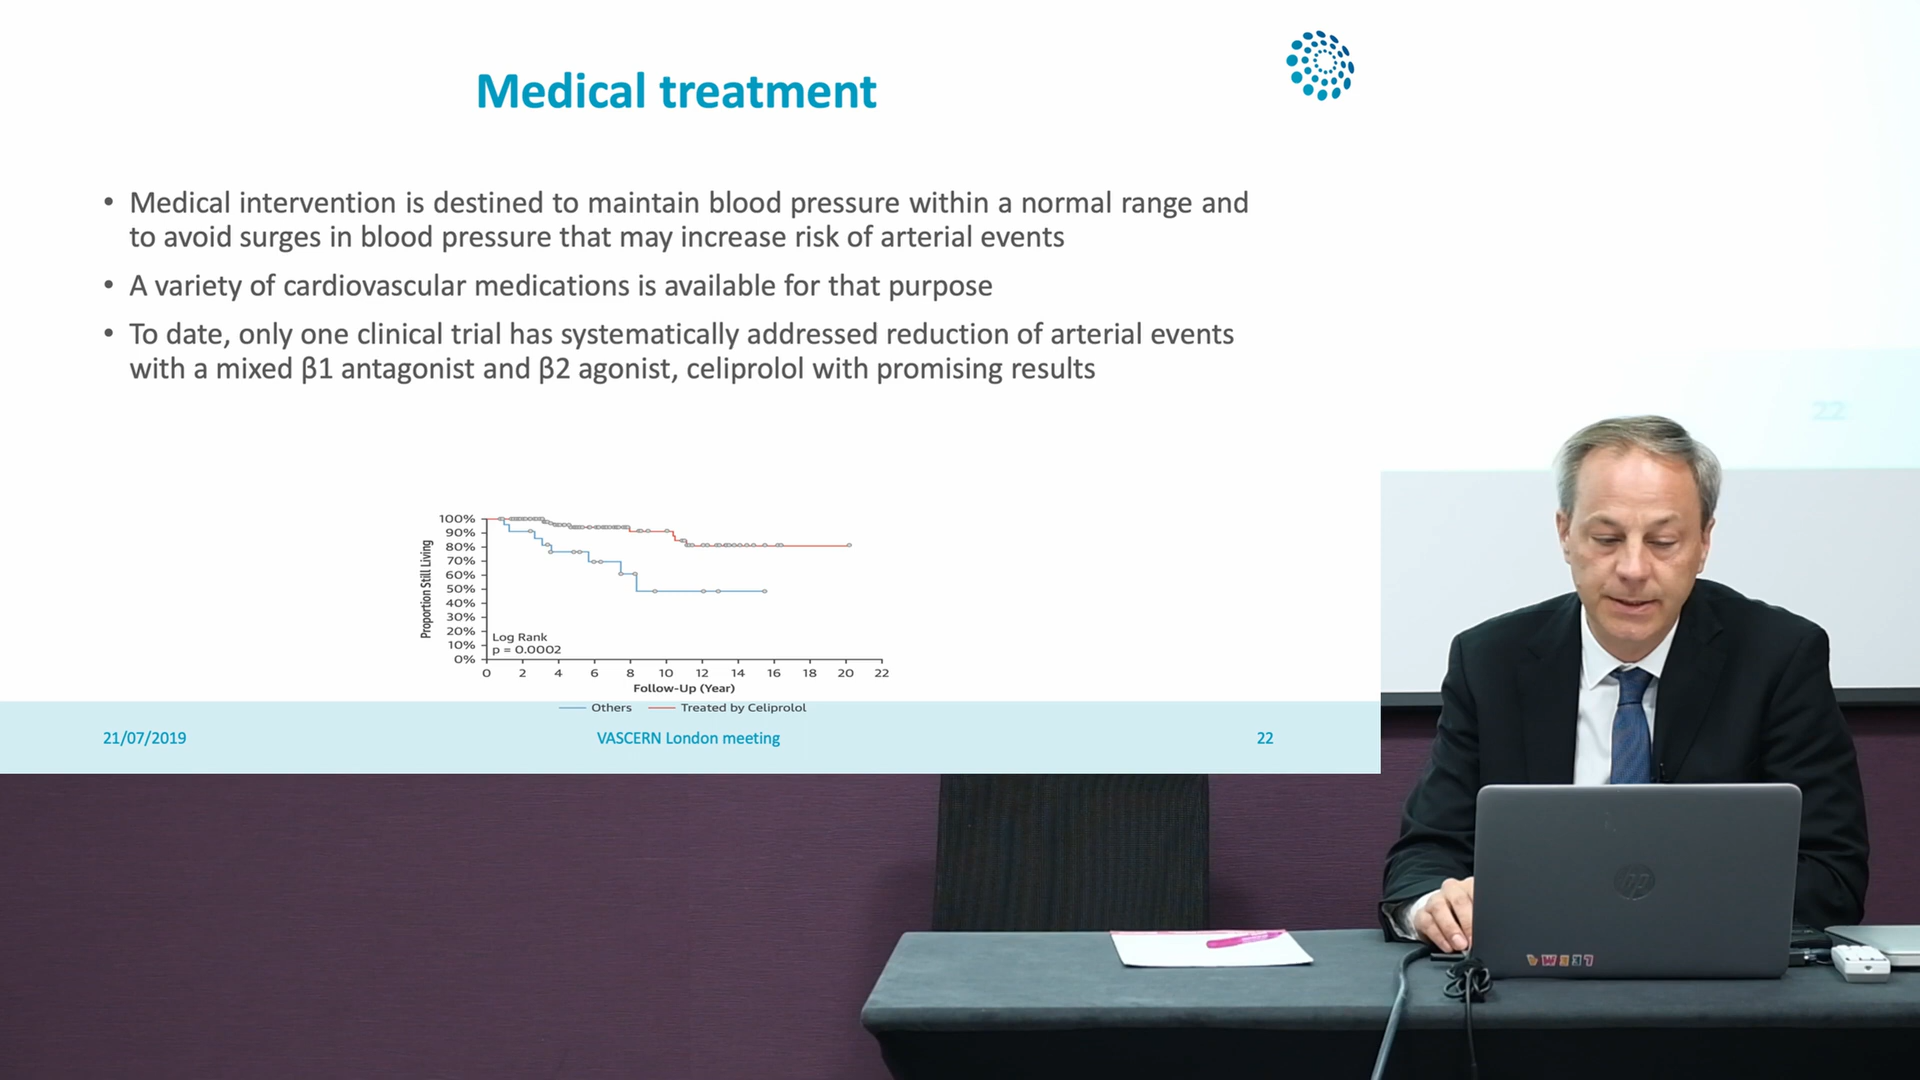 Medical treatment
• Medical intervention is destined to maintain blood pressure within a normal range and
to avoid surges in blood pressure that may increase risk of arterial events
• A variety of cardiovascular medications is available for that purpose
• To date, only one clinical trial has systematically addressed reduction of arterial events
with a mixed β1 antagonist and β2 agonist, celiprolol with promising results
22
Proportion Still Living
100%
90%
80%
70%
60%
50%
40%
30%
20%
10%
0%
Log Rank
p = 0.0002
0 2 4 6 8 10 12 14 16 18 20 22
Follow-Up (Year)
Others Treated by Celiprolol
21/07/2019 VASCERN London meeting 22
hp